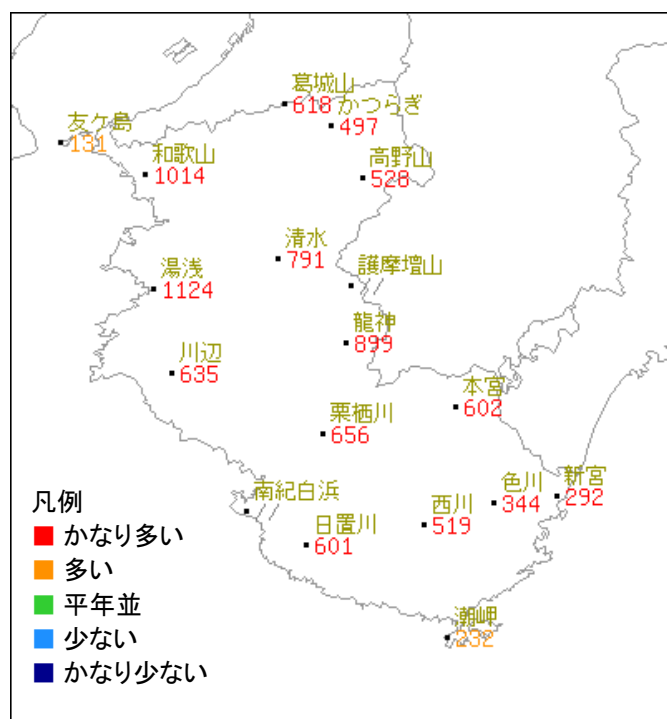 葛城山
618
かつらぎ
497
友ケ島
131
和歌山
1014
高野山
528
清水
791
護摩壇山
//
湯浅
1124
龍神
899
川辺
635
本宮
602
栗栖川
656
南紀白浜
//
日置川
601
西川
519
色川
344
新宮
292
潮岬
232
凡例
かなり多い
多い
平年並
少ない
かなり少ない